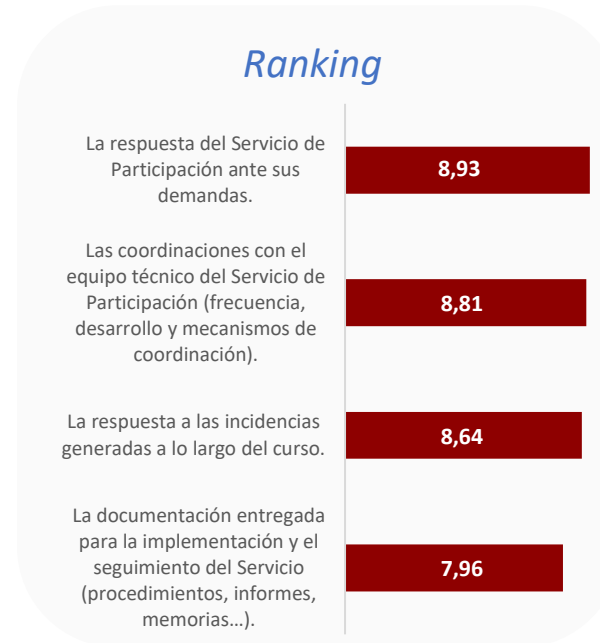 Ranking
La respuesta del Servicio de
Participación ante sus
demandas.
8,93
Las coordinaciones con el
equipo técnico del Servicio de
Participación (frecuencia,
desarrollo y mecanismos de
coordinación).
8,81
La respuesta a las incidencias
generadas a lo largo del curso.
8,64
La documentación entregada
para la implementación y el
seguimiento del Servicio
(procedimientos, informes,
memorias...).
7,96